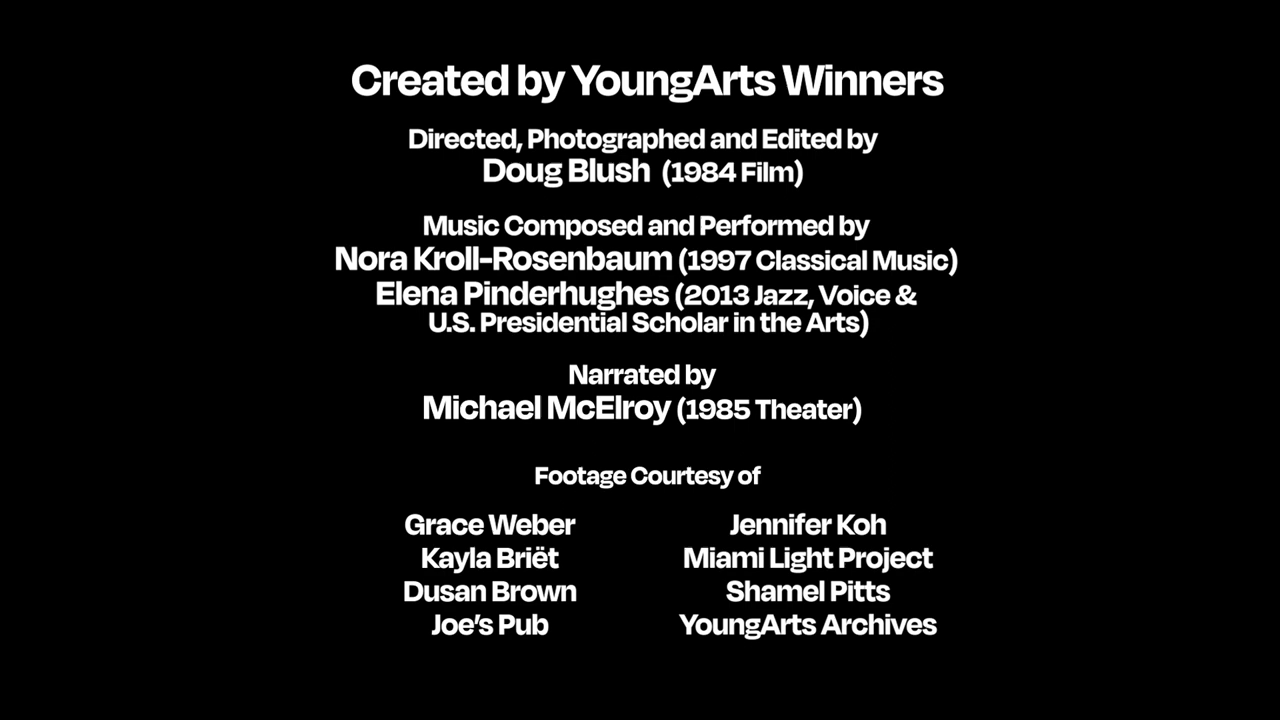 Created by YoungArts Winners
Directed, Photographed and Edited by
Doug Blush (1984 Film)
Music Composed and Performed by
Nora Kroll-Rosenbaum (1997 Classical Music)
Elena Pinderhughes (2013 Jazz, Voice &
U.S. Presidential Scholar in the Arts)
Narrated by
Michael McElroy (1985 Theater)
Footage Courtesy of
Grace Weber
Kayla Briët
Dusan Brown
Joe’s Pub
Jennifer Koh
Miami Light Project
Shamel Pitts
YoungArts Archives